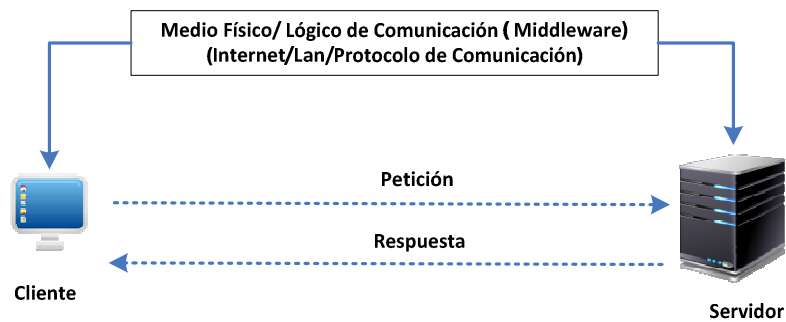 Medio Físico/ Lógico de Comunicación ( Middleware)
(Internet/Lan/Protocolo de Comunicación)
Petición
Respuesta
Cliente
Servidor